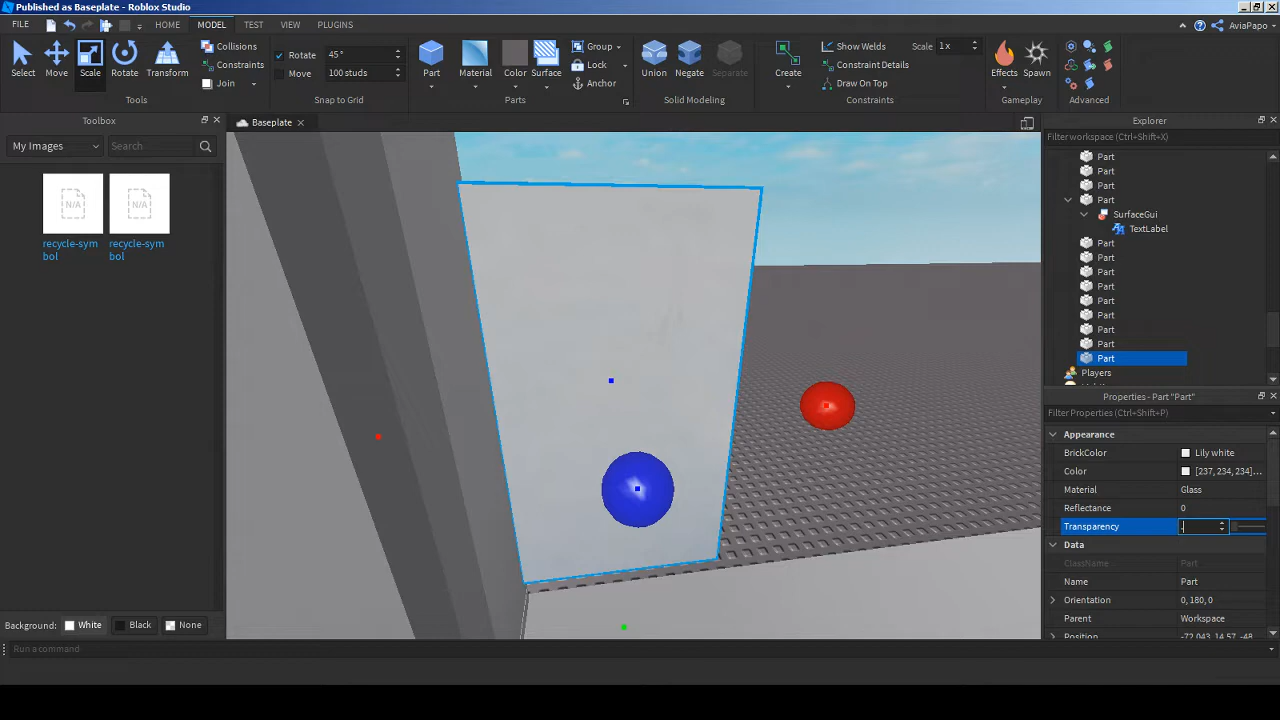 Published as Baseplate - Roblox Studio
FILE HOME MODEL TEST VIEW PLUGINS AviaPapo
Select Move Scale Rotate Transform
Collisions
Constraints
Join
Rotate 45°
Move 100 studs
Part Material Color Surface
Group
Lock
Anchor
Union Negate Separate
Create
Show Welds Scale 1x
Constraint Details
Draw On Top
Effects Spawn
Tools Snap to Grid Parts Solid Modeling Constraints Gameplay Advanced
Toolbox
My Images Search
N/A N/A
recycle-sym
bol
recycle-sym
bol
Background: White Black None
Baseplate
Explorer
Filter workspace (Ctrl+Shift+X)
Part
Part
Part
Part
SurfaceGui
TextLabel
Part
Part
Part
Part
Part
Part
Part
Part
Part
Players
Properties - Part "Part"
Filter Properties (Ctrl+Shift+P)
Appearance
BrickColor Lily white
Color [237, 234, 234]...
Material Glass
Reflectance 0
Transparency .
Data
ClassName Part
Name Part
Orientation 0, 180, 0
Parent Workspace
Position -72.043, 14.57, -48
Run a command